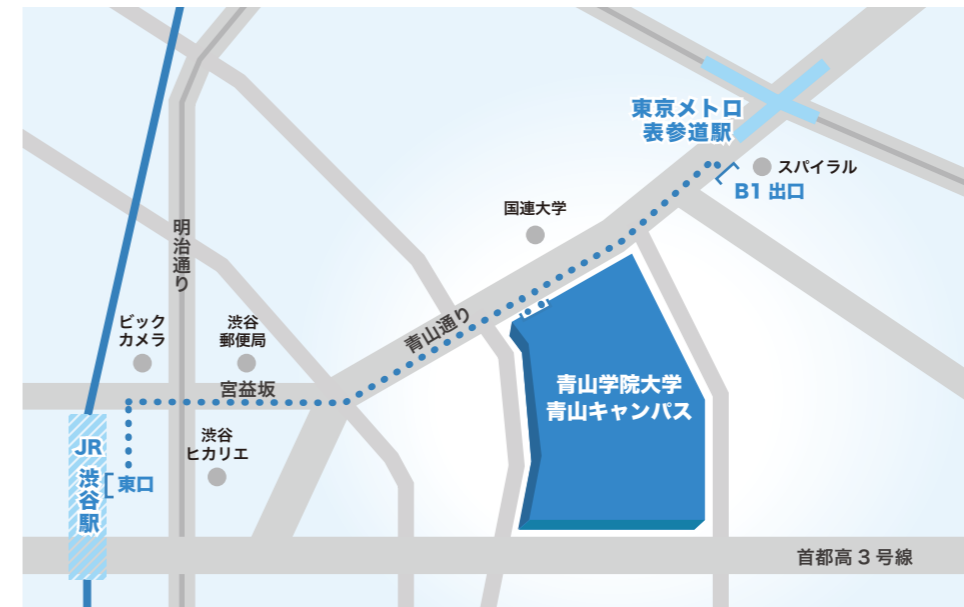 東京メトロ
表参道駅
スパイラル
B1 出口
国連大学
明治通り
ビック
カメラ
渋谷
郵便局
青山通り
宮益坂
青山学院大学
青山キャンパス
渋谷
ヒカリエ
JR
渋谷駅
東口
首都高 3 号線